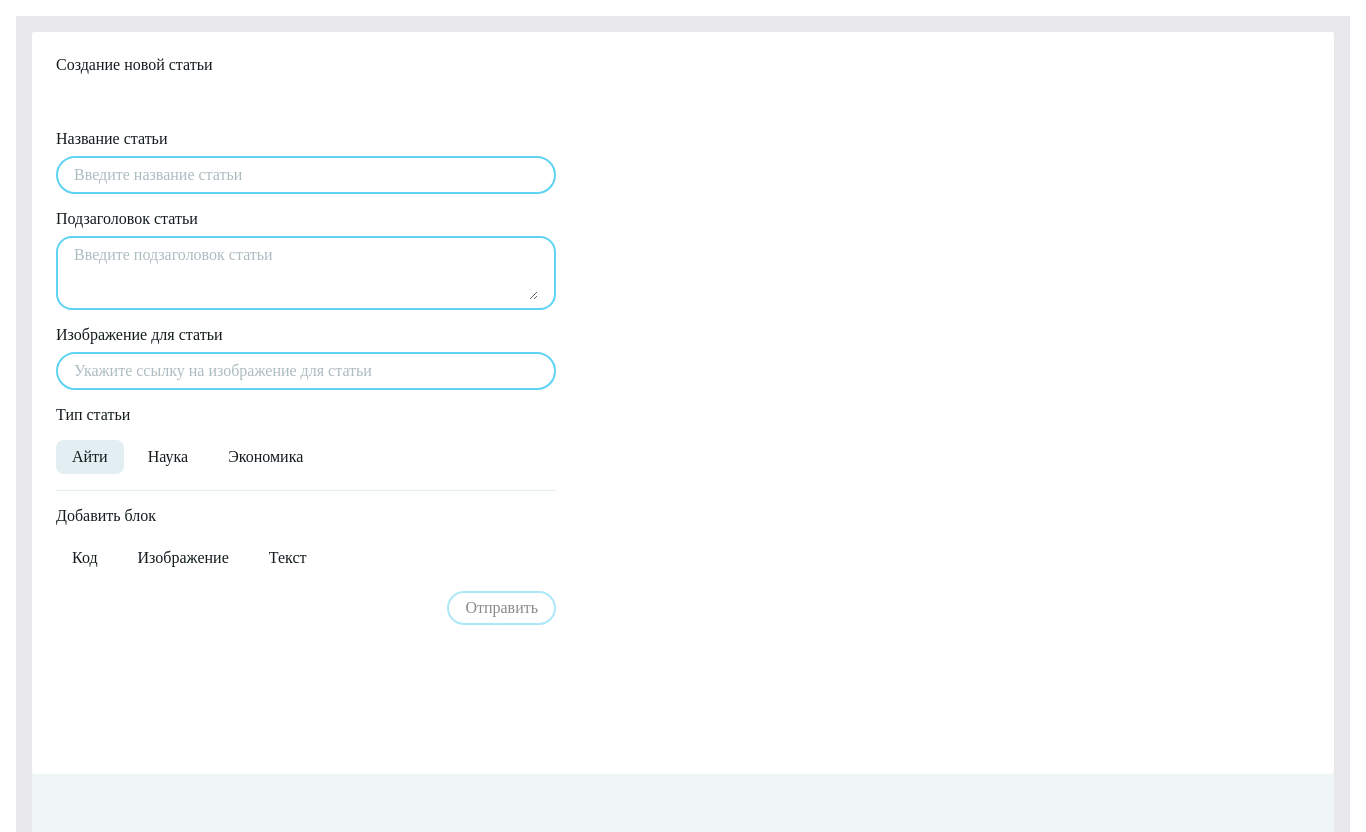 Создание новой статьи
Название статьи
Введите название статьи
Подзаголовок статьи
Введите подзаголовок статьи
Изображение для статьи
Укажите ссылку на изображение для статьи
Тип статьи
Айти Наука Экономика
Добавить блок
Код Изображение Текст
Отправить